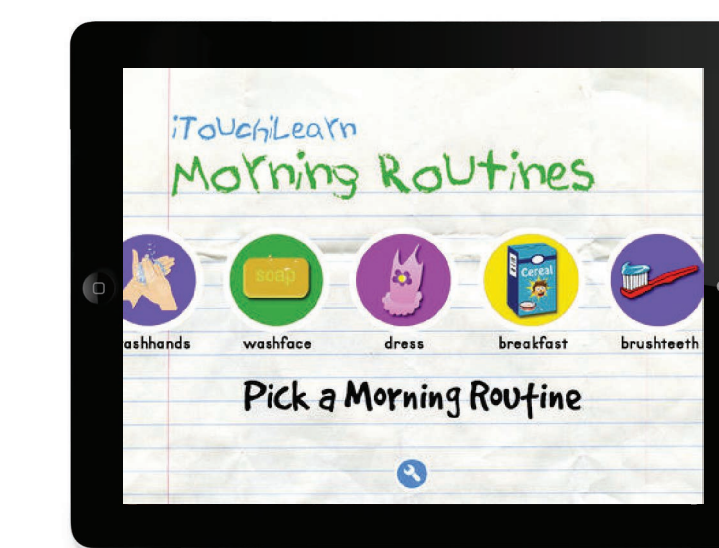 iTouchiLearn
Morning Routines
soap
Cereal
ashhands washface dress breakfast brushteeth
Pick a Morning Routine